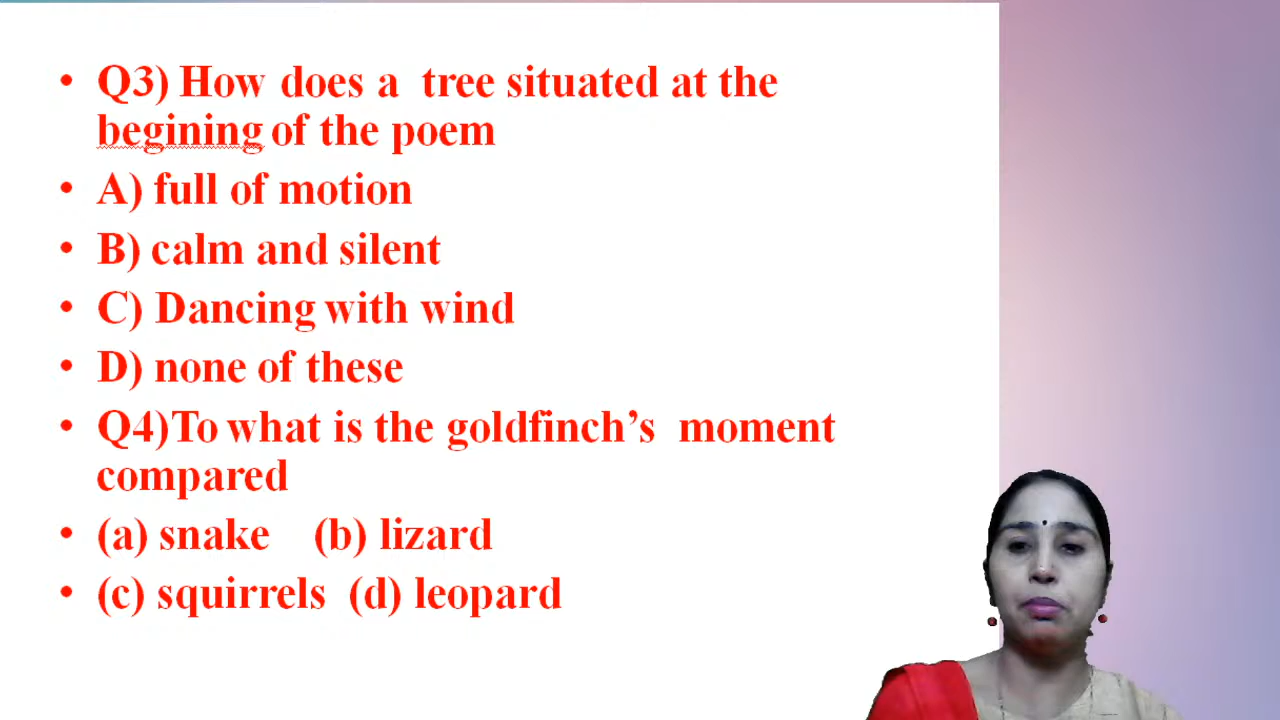 • Q3) How does a tree situated at the
begining of the poem
• A) full of motion
• B) calm and silent
• C) Dancing with wind
• D) none of these
• Q4)To what is the goldfinch’s moment
compared
• (a) snake (b) lizard
• (c) squirrels (d) leopard